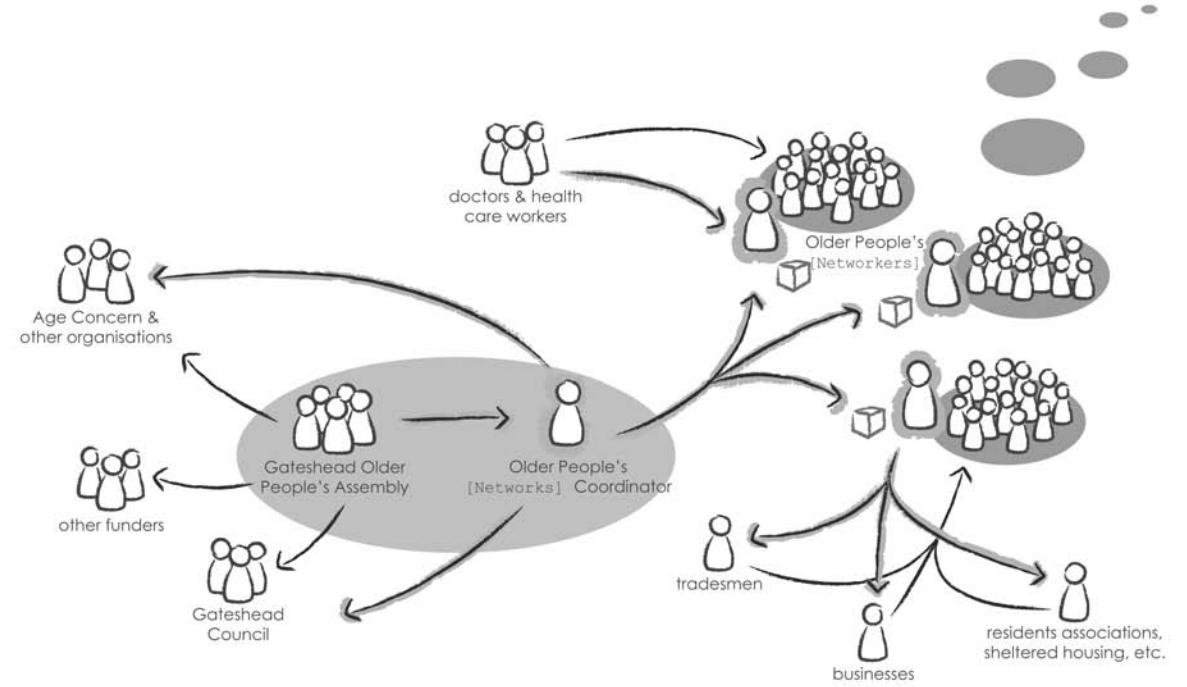 doctors & health
care workers
Older People's
[Networkers]
Age Concern &
other organisations
Gateshead Older
People's Assembly
Older People's
[Networks] Coordinator
other funders
Gateshead
Council
tradesmen
businesses
residents associations,
sheltered housing, etc.